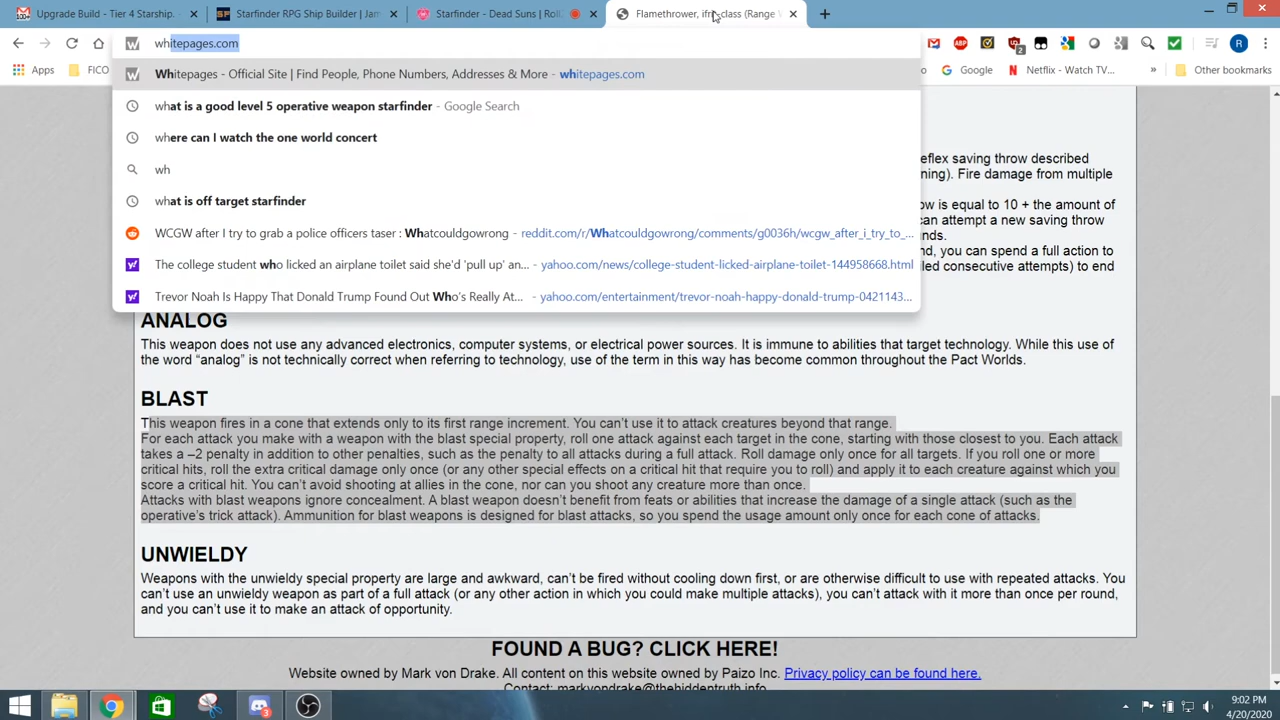 Upgrade Build - Tier 4 Starship.
Starfinder RPG Ship Builder | Jam
Starfinder - Dead Suns | Roll
Flamethrower, ifrit-class (Range
whitepages.com
2
R
Apps
FICO
Google
Netflix - Watch TV...
»
Other bookmarks
Whitepages - Official Site | Find People, Phone Numbers, Addresses & More - whitepages.com
what is a good level 5 operative weapon starfinder - Google Search
where can I watch the one world concert
wh
what is off target starfinder
WCGW after I try to grab a police officers taser : Whatcouldgowrong - reddit.com/r/Whatcouldgowrong/comments/g0036h/wcgw_after_i_try_to_...
The college student who licked an airplane toilet said she'd 'pull up' an... - yahoo.com/news/college-student-licked-airplane-toilet-144958668.html
Trevor Noah Is Happy That Donald Trump Found Out Who's Really At... - yahoo.com/entertainment/trevor-noah-happy-donald-trump-0421143...
eflex saving throw described
ning). Fire damage from multiple
ow is equal to 10 + the amount of
can attempt a new saving throw
nds.
nd, you can spend a full action to
led consecutive attempts) to end
ANALOG
This weapon does not use any advanced electronics, computer systems, or electrical power sources. It is immune to abilities that target technology. While this use of
the word “analog” is not technically correct when referring to technology, use of the term in this way has become common throughout the Pact Worlds.
BLAST
This weapon fires in a cone that extends only to its first range increment. You can’t use it to attack creatures beyond that range.
For each attack you make with a weapon with the blast special property, roll one attack against each target in the cone, starting with those closest to you. Each attack
takes a –2 penalty in addition to other penalties, such as the penalty to all attacks during a full attack. Roll damage only once for all targets. If you roll one or more
critical hits, roll the extra critical damage only once (or any other special effects on a critical hit that require you to roll) and apply it to each creature against which you
score a critical hit. You can’t avoid shooting at allies in the cone, nor can you shoot any creature more than once.
Attacks with blast weapons ignore concealment. A blast weapon doesn’t benefit from feats or abilities that increase the damage of a single attack (such as the
operative’s trick attack). Ammunition for blast weapons is designed for blast attacks, so you spend the usage amount only once for each cone of attacks.
UNWIELDY
Weapons with the unwieldy special property are large and awkward, can’t be fired without cooling down first, or are otherwise difficult to use with repeated attacks. You
can’t use an unwieldy weapon as part of a full attack (or any other action in which you could make multiple attacks), you can’t attack with it more than once per round,
and you can’t use it to make an attack of opportunity.
FOUND A BUG? CLICK HERE!
Website owned by Mark von Drake. All content on this website owned by Paizo Inc. Privacy policy can be found here.
Contact: markvondrake@thehiddentruth.info
3
9:02 PM
4/20/2020